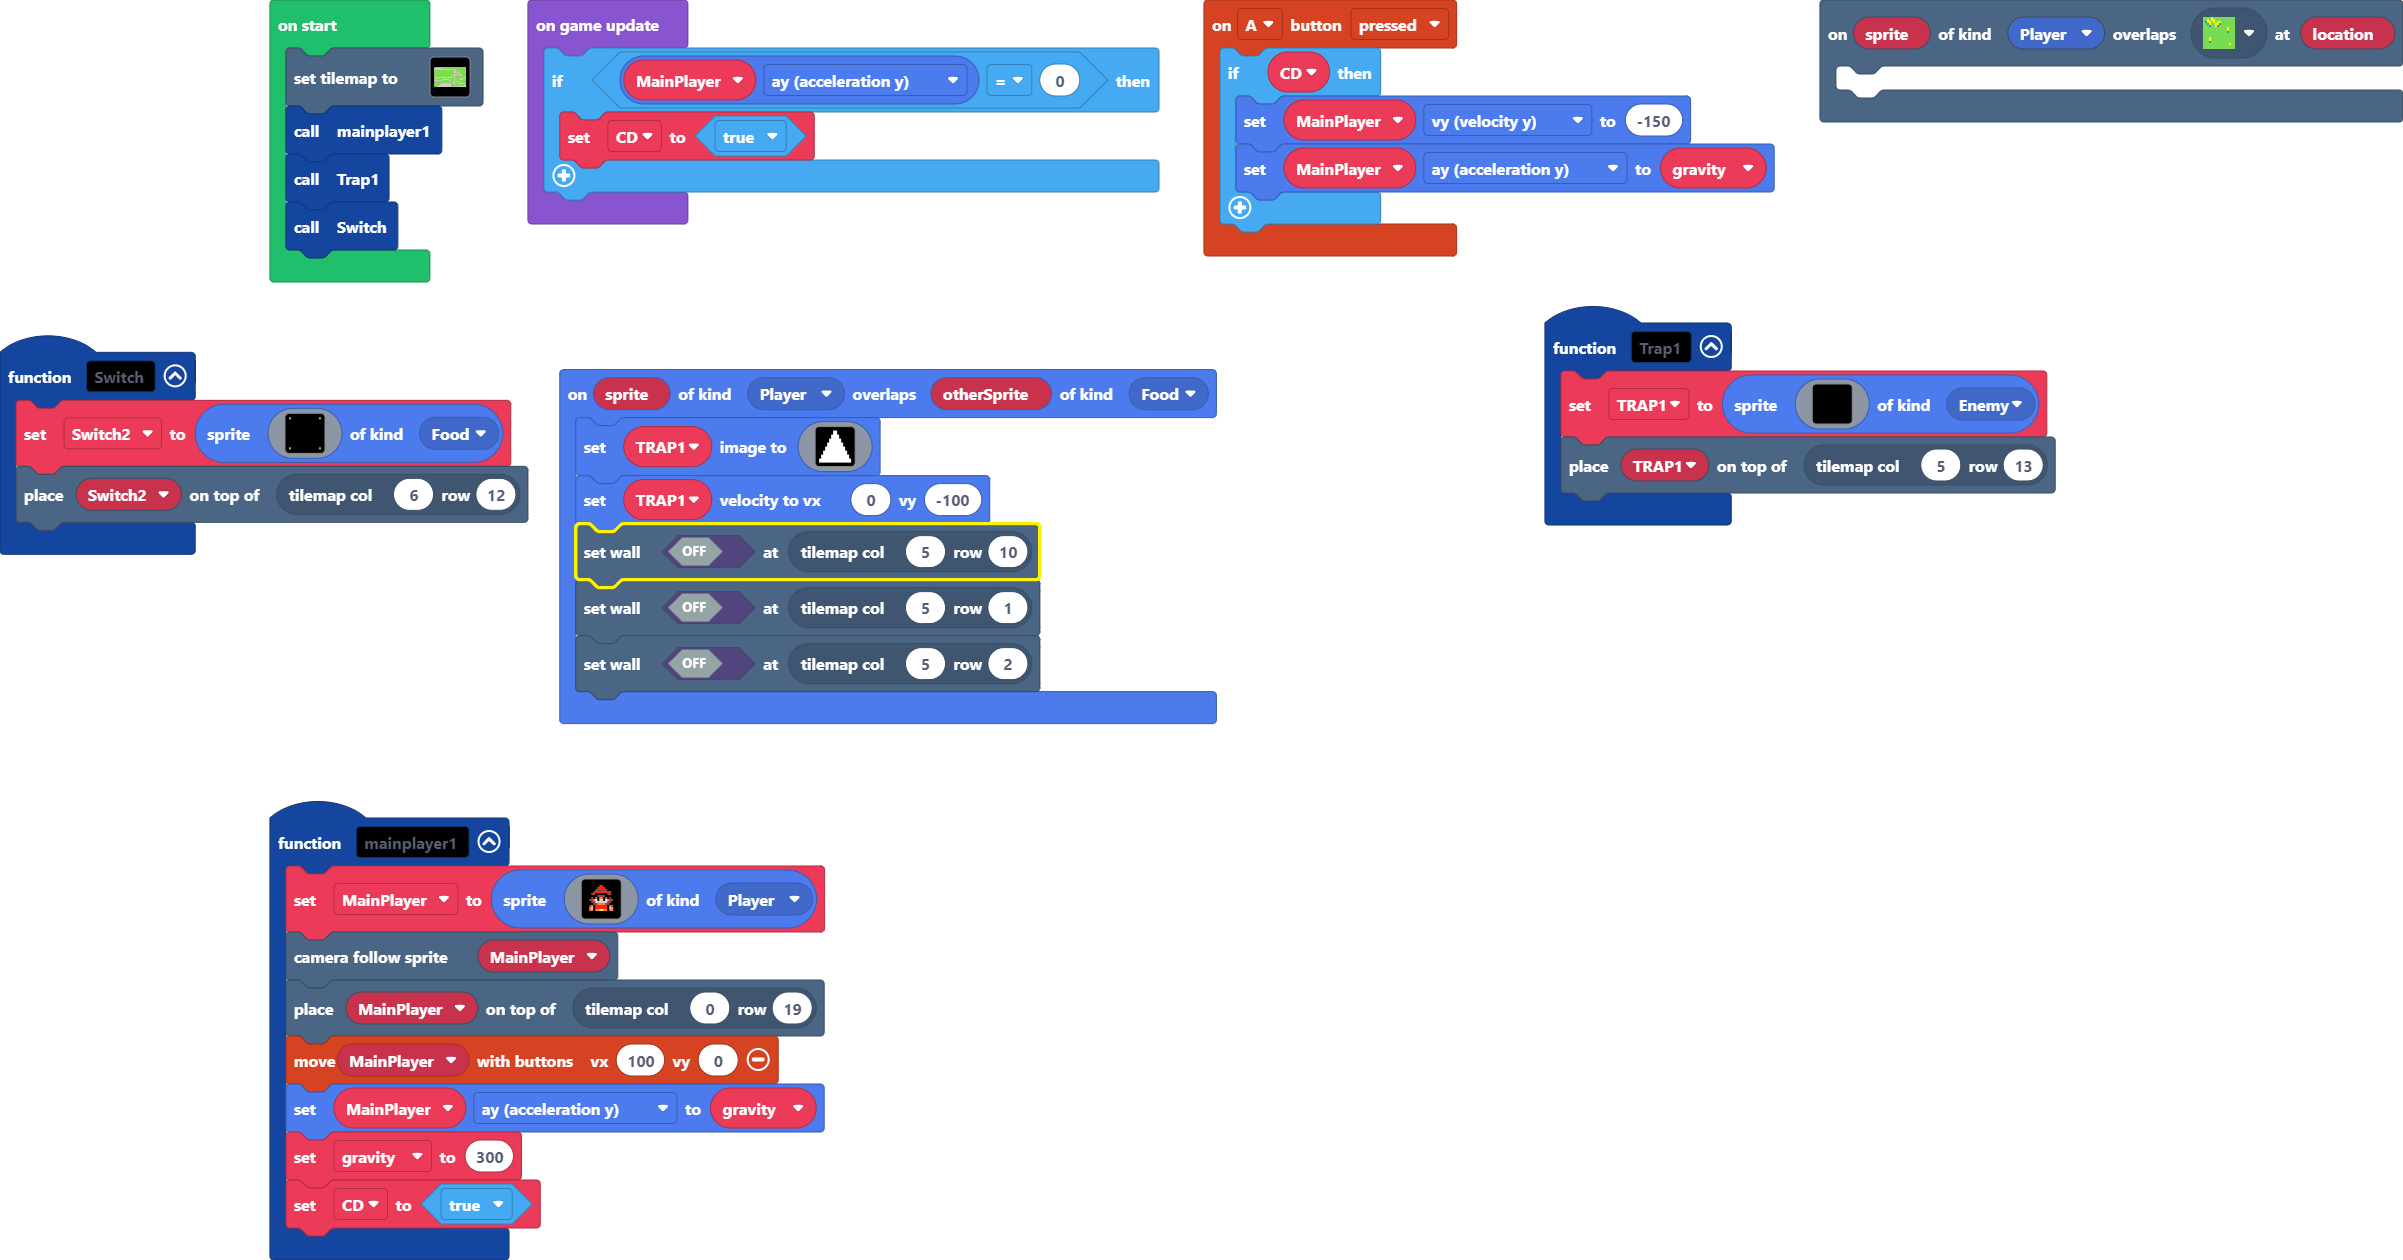 on start
set tilemap to
call mainplayer1
call Trap1
call Switch
on game update
if MainPlayer ay (acceleration y) = 0 then
set CD to true
on A button pressed
if CD then
set MainPlayer vy (velocity y) to -150
set MainPlayer ay (acceleration y) to gravity
on sprite of kind Player overlaps at location
function Switch
set Switch2 to sprite of kind Food
place Switch2 on top of tilemap col 6 row 12
on sprite of kind Player overlaps otherSprite of kind Food
set TRAP1 image to
set TRAP1 velocity to vx 0 vy -100
set wall OFF at tilemap col 5 row 10
set wall OFF at tilemap col 5 row 1
set wall OFF at tilemap col 5 row 2
function Trap1
set TRAP1 to sprite of kind Enemy
place TRAP1 on top of tilemap col 5 row 13
function mainplayer1
set MainPlayer to sprite of kind Player
camera follow sprite MainPlayer
place MainPlayer on top of tilemap col 0 row 19
move MainPlayer with buttons vx 100 vy 0
set MainPlayer ay (acceleration y) to gravity
set gravity to 300
set CD to true